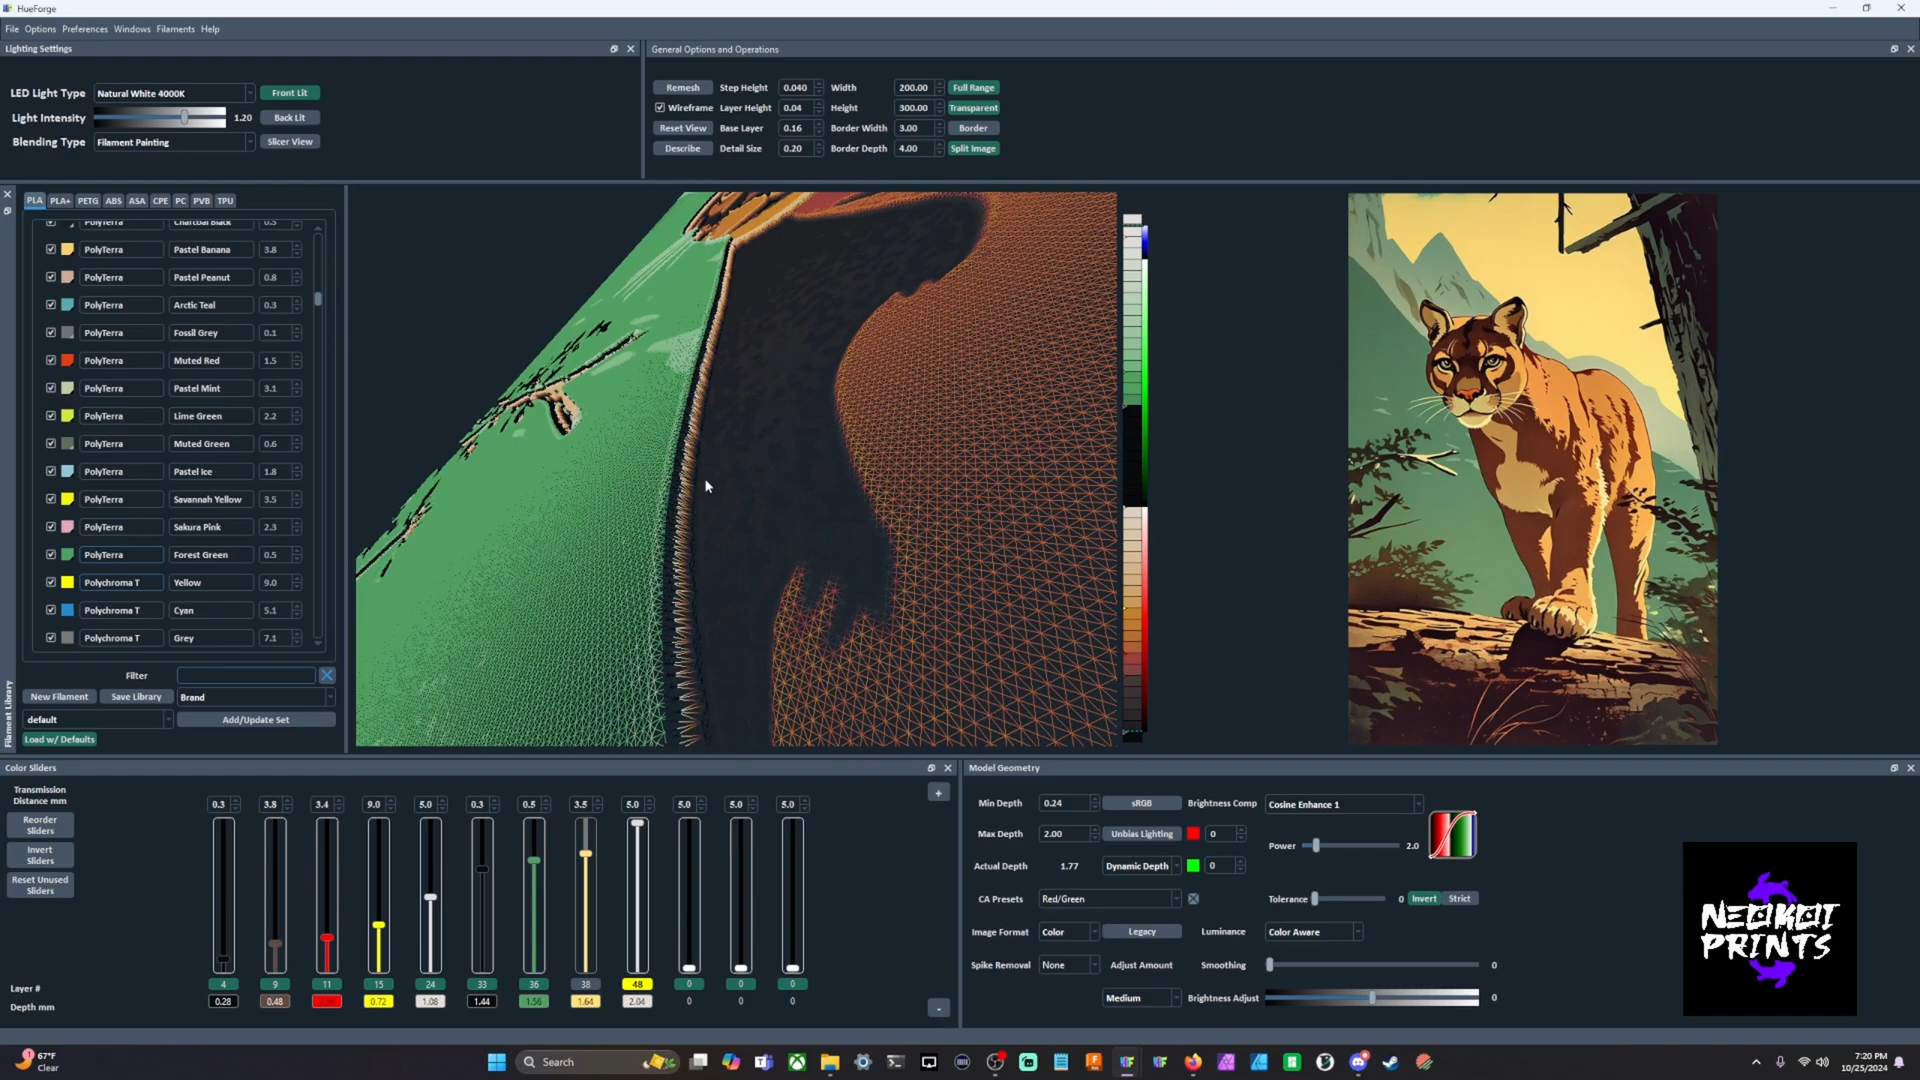 HueForge
File Options Preferences Windows Filaments Help
Lighting Settings
General Options and Operations
LED Light Type Natural White 4000K Front Lit
Light Intensity 1.20 Back Lit
Blending Type Filament Painting Slicer View
Remesh Step Height 0.040 Width 200.00 Full Range
Wireframe Layer Height 0.04 Height 300.00 Transparent
Reset View Base Layer 0.16 Border Width 3.00 Border
Describe Detail Size 0.20 Border Depth 4.00 Split Image
PLA PLA+ PETG ABS ASA CPE PC PVB TPU
PolyTerra Charcoal Black 0.3
PolyTerra Pastel Banana 3.8
PolyTerra Pastel Peanut 0.8
PolyTerra Arctic Teal 0.3
PolyTerra Fossil Grey 0.1
PolyTerra Muted Red 1.5
PolyTerra Pastel Mint 3.1
PolyTerra Lime Green 2.2
PolyTerra Muted Green 0.6
PolyTerra Pastel Ice 1.8
PolyTerra Savannah Yellow 3.5
PolyTerra Sakura Pink 2.3
PolyTerra Forest Green 0.5
Polychroma T Yellow 9.0
Polychroma T Cyan 5.1
Polychroma T Grey 7.1
Filter
New Filament Save Library Brand
default Add/Update Set
Load w/ Defaults
Filament Library
Color Sliders
Transmission
Distance mm
0.3 3.8 3.4 9.0 5.0 0.3 0.5 3.5 5.0 5.0 5.0 5.0
+
Reorder
Sliders
Invert
Sliders
Reset Unused
Sliders
Layer # 4 9 11 15 24 33 36 38 48 0 0 0
Depth mm 0.28 0.48 0.72 1.08 1.44 1.56 1.64 2.04 0 0 0
-
Model Geometry
Min Depth 0.24 sRGB Brightness Comp Cosine Enhance 1
Max Depth 2.00 Unbias Lighting 0
Power 2.0
Actual Depth 1.77 Dynamic Depth 0
CA Presets Red/Green Tolerance 0 Invert Strict
Image Format Color Legacy Luminance Color Aware
Spike Removal None Adjust Amount Smoothing 0
Medium Brightness Adjust 0
NEOKOI
PRINTS
1
67°F
Clear
Search
7:20 PM
10/25/2024